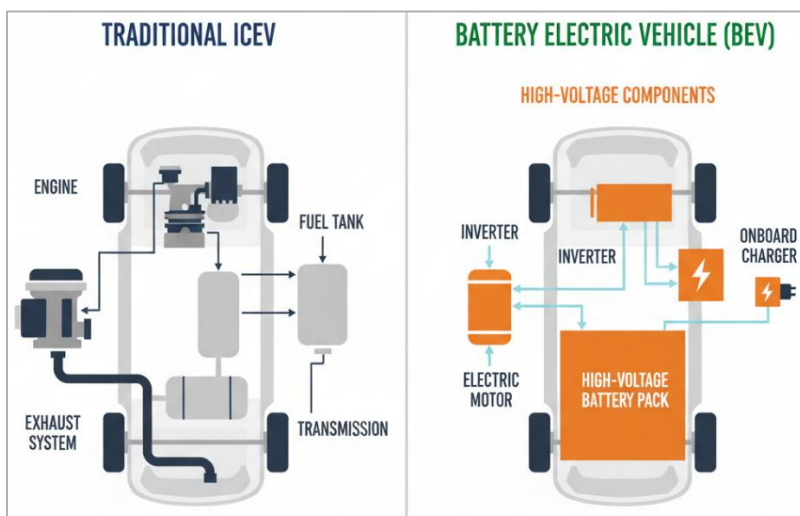 TRADITIONAL ICEV
ENGINE
FUEL TANK
EXHAUST
SYSTEM
TRANSMISSION
BATTERY ELECTRIC VEHICLE (BEV)
HIGH-VOLTAGE COMPONENTS
INVERTER
INVERTER
ONBOARD
CHARGER
ELECTRIC
MOTOR
HIGH-VOLTAGE
BATTERY PACK